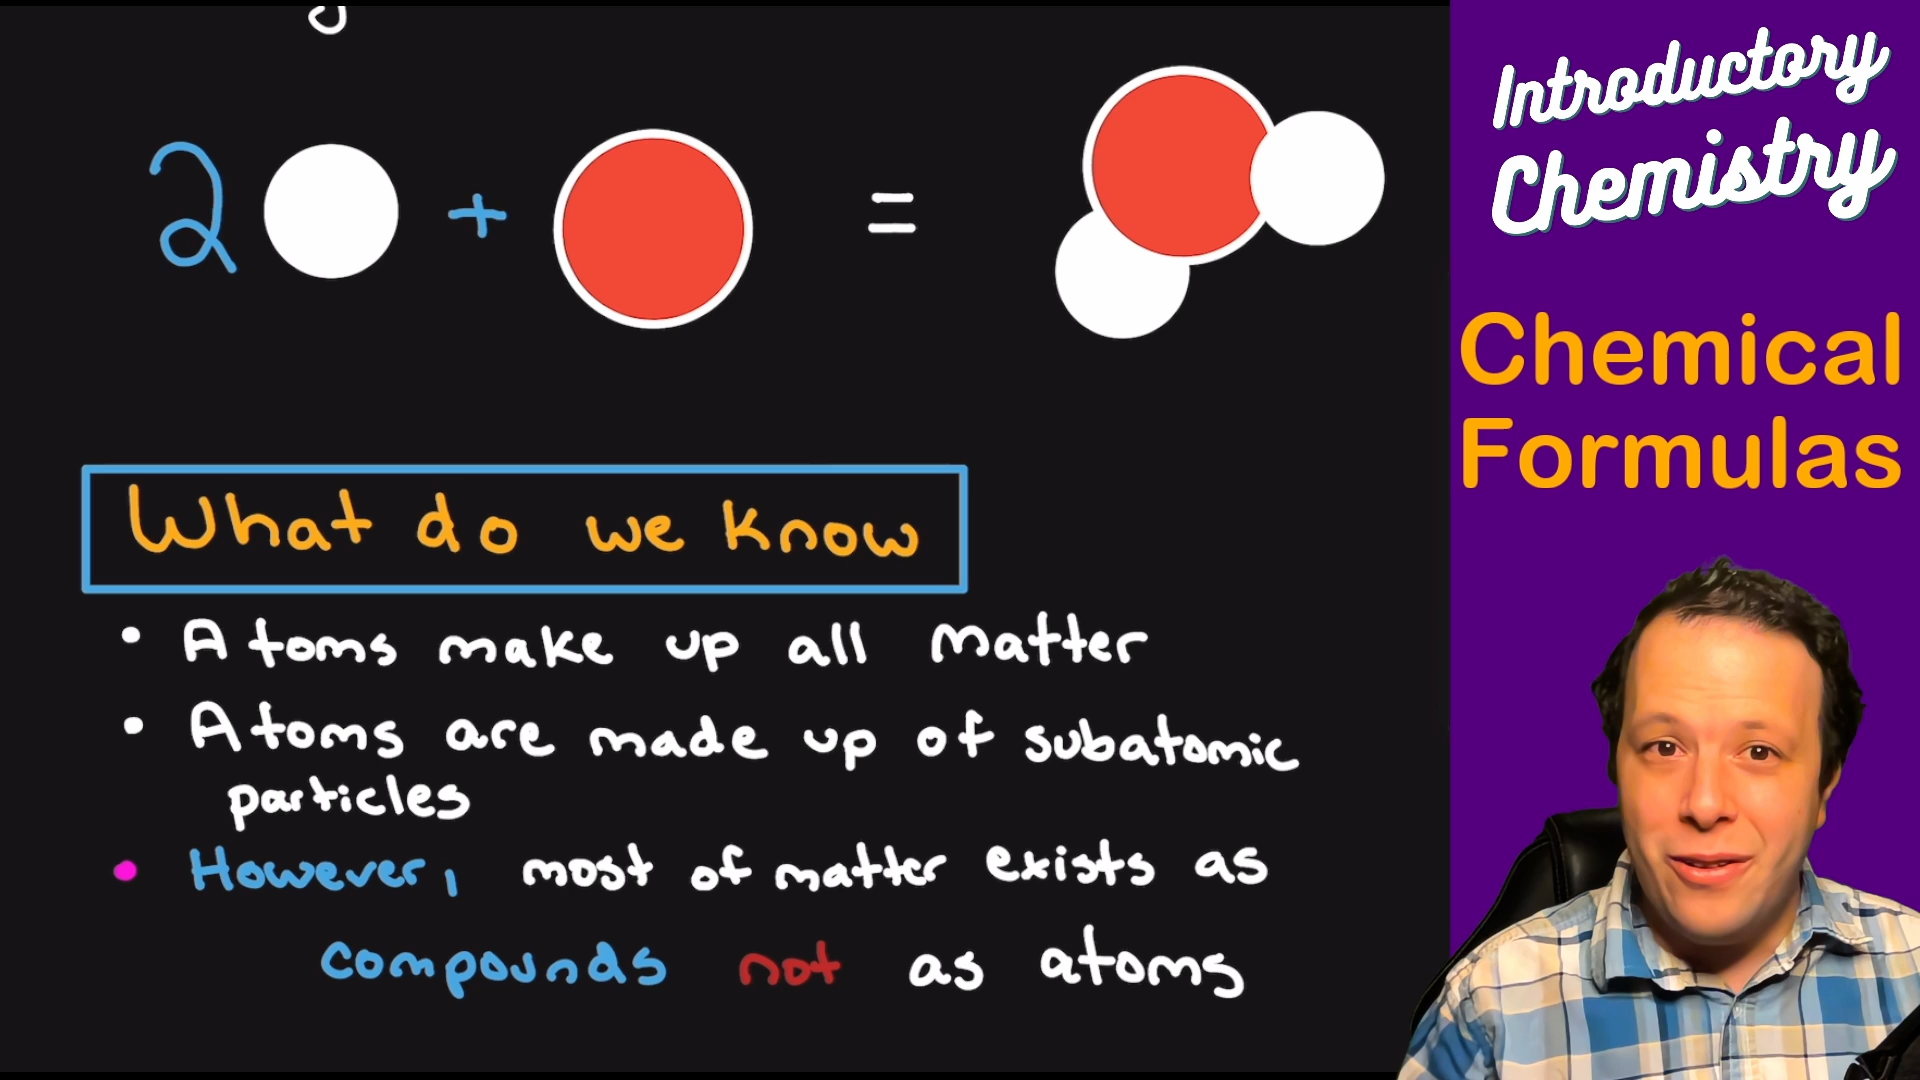 2 + =
What do we know
• Atoms make up all matter
• Atoms are made up of subatomic
particles
• However, most of matter exists as
compounds not as atoms
Introductory
Chemistry
Chemical
Formulas